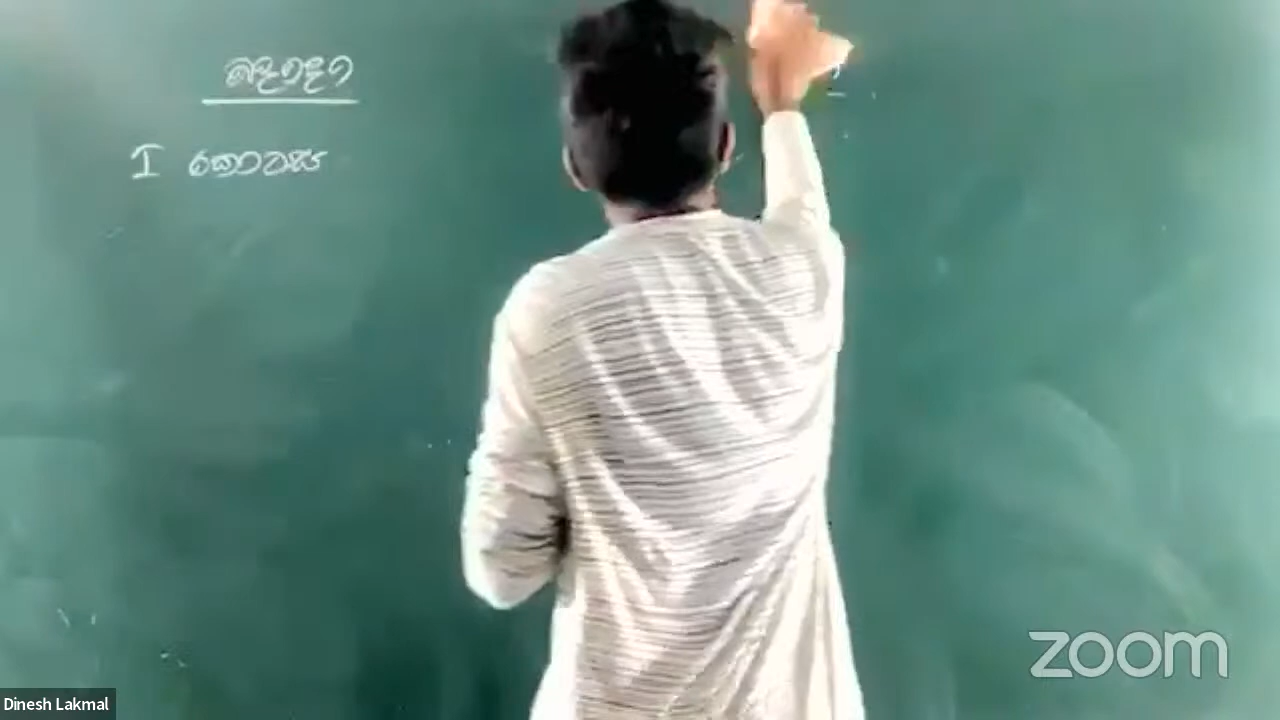 I කොටස
zoom
Dinesh Lakmal